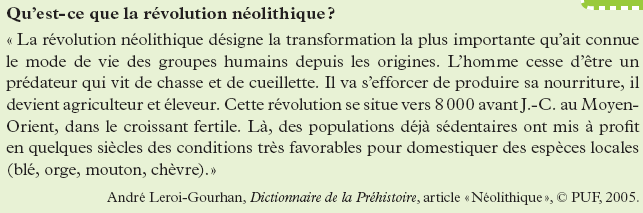 Qu'est-ce que la révolution néolithique ?
« La révolution néolithique désigne la transformation la plus importante qu'ait connue
le mode de vie des groupes humains depuis les origines. L'homme cesse d'être un
prédateur qui vit de chasse et de cueillette. Il va s'efforcer de produire sa nourriture, il
devient agriculteur et éleveur. Cette révolution se situe vers 8 000 avant J.-C. au Moyen-
Orient, dans le croissant fertile. Là, des populations déjà sédentaires ont mis à profit
en quelques siècles des conditions très favorables pour domestiquer des espèces locales
(blé, orge, mouton, chèvre).»
André Leroi-Gourhan, Dictionnaire de la Préhistoire, article «Néolithique», © PUF, 2005.